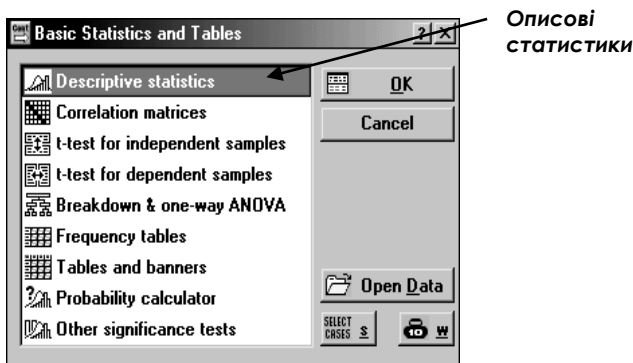 Описові
статистики
Basic Statistics and Tables
? X
Descriptive statistics
Correlation matrices
t-test for independent samples
t-test for dependent samples
Breakdown & one-way ANOVA
Frequency tables
Tables and banners
Probability calculator
Other significance tests
OK
Cancel
Open Data
SELECT
CASES S
10 W